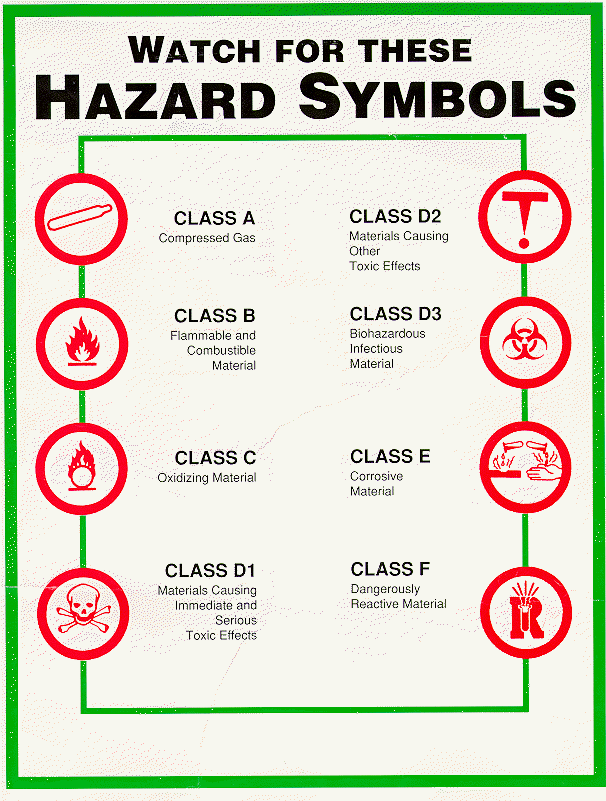 WATCH FOR THESE
HAZARD SYMBOLS
CLASS A
Compressed Gas
CLASS B
Flammable and
Combustible
Material
CLASS C
Oxidizing Material
CLASS D1
Materials Causing
Immediate and
Serious
Toxic Effects
CLASS D2
Materials Causing
Other
Toxic Effects
CLASS D3
Biohazardous
Infectious
Material
CLASS E
Corrosive
Material
CLASS F
Dangerously
Reactive Material
R